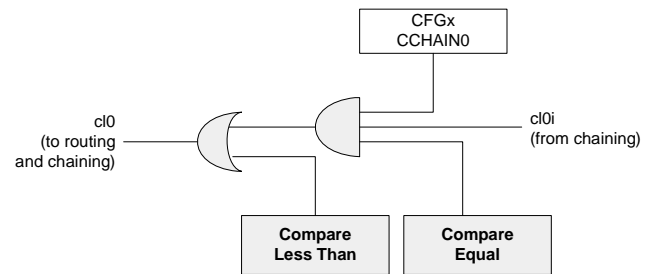 CFGx
CCHAIN0
cl0
(to routing
and chaining)
cl0i
(from chaining)
Compare
Less Than
Compare
Equal